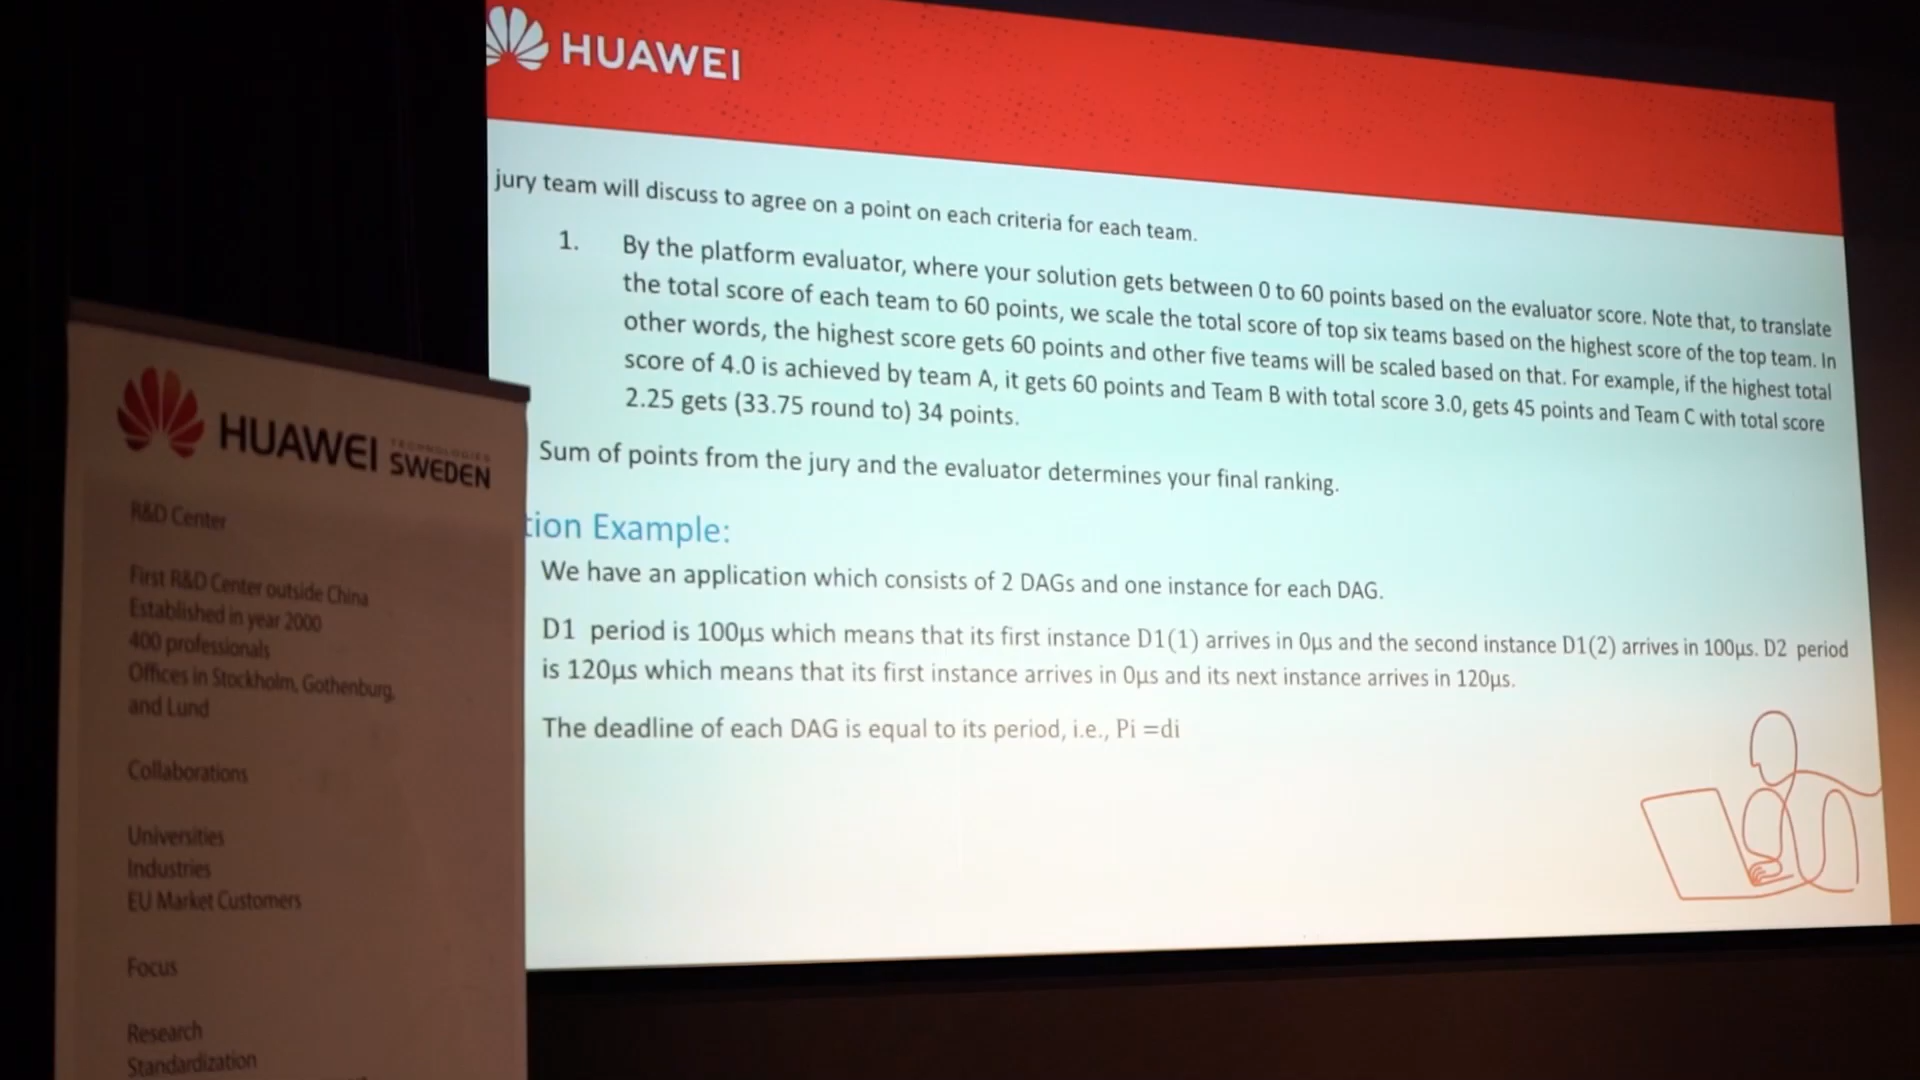 HUAWEI
jury team will discuss to agree on a point on each criteria for each team.
1. By the platform evaluator, where your solution gets between 0 to 60 points based on the evaluator score. Note that, to translate
the total score of each team to 60 points, we scale the total score of top six teams based on the highest score of the top team. In
other words, the highest score gets 60 points and other five teams will be scaled based on that. For example, if the highest total
score of 4.0 is achieved by team A, it gets 60 points and Team B with total score 3.0, gets 45 points and Team C with total score
2.25 gets (33.75 round to) 34 points.
Sum of points from the jury and the evaluator determines your final ranking.
tion Example:
We have an application which consists of 2 DAGs and one instance for each DAG.
D1 period is 100µs which means that its first instance D1(1) arrives in 0µs and the second instance D1(2) arrives in 100µs. D2 period
is 120µs which means that its first instance arrives in 0µs and its next instance arrives in 120µs.
The deadline of each DAG is equal to its period, i.e., Pi =di
HUAWEI TECHNOLOGIES
SWEDEN
R&D Center
First R&D Center outside China
Established in year 2000
400 professionals
Offices in Stockholm, Gothenburg,
and Lund
Collaborations
Universities
Industries
EU Market Customers
Focus
Research
Standardization